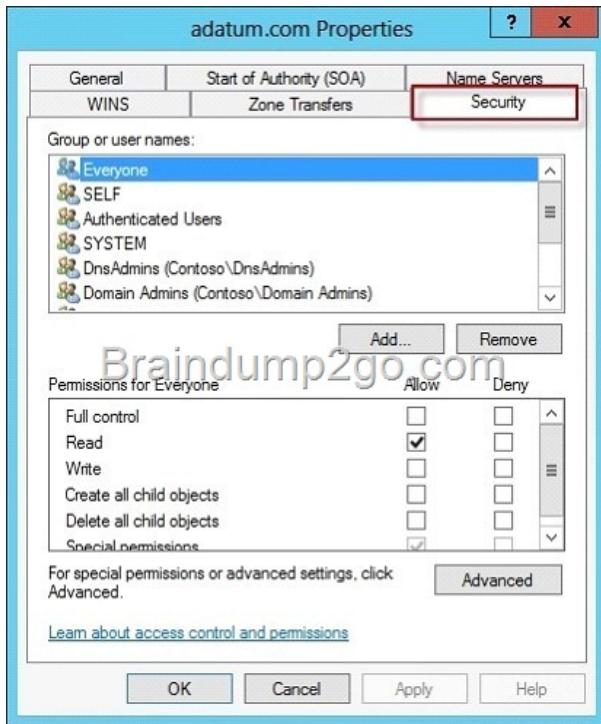 adatum.com Properties
? x
General Start of Authority (SOA) Name Servers
WINS Zone Transfers Security
Group or user names:
Everyone
SELF
Authenticated Users
SYSTEM
DnsAdmins (Contoso\DnsAdmins)
Domain Admins (Contoso\Domain Admins)
Add... Remove
Braindump2go.com
Permissions for Everyone Allow Deny
Full control
Read
Write
Create all child objects
Delete all child objects
Special permissions
For special permissions or advanced settings, click
Advanced.
Advanced
Learn about access control and permissions
OK Cancel Apply Help